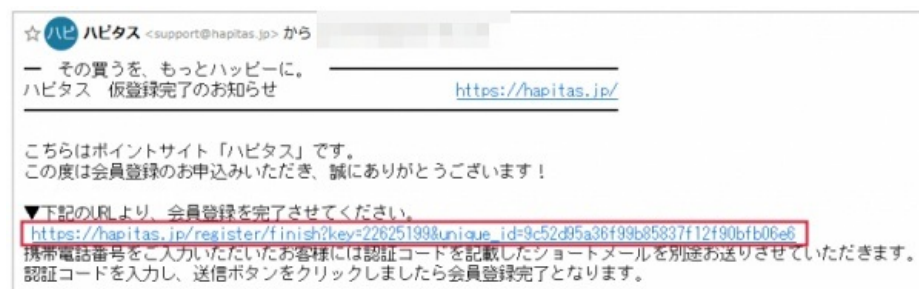 ☆ ハピ ハピタス <support@hapitas.jp> から
━ その買うを、もっとハッピーに。 ━━━━━━━━━━━━
ハピタス 仮登録完了のお知らせ https://hapitas.jp/
こちらはポイントサイト「ハピタス」です。
この度は会員登録のお申込みいただき、誠にありがとうございます！
▼下記のURLより、会員登録を完了させてください。
https://hapitas.jp/register/finish?key=22625199&unique_id=9c52d95a36f99b85837f12f90bfb06e6
携帯電話番号をご入力いただいたお客様には認証コードを記載したショートメールを別途お送りさせていただきます。
認証コードを入力し、送信ボタンをクリックしましたら会員登録完了となります。